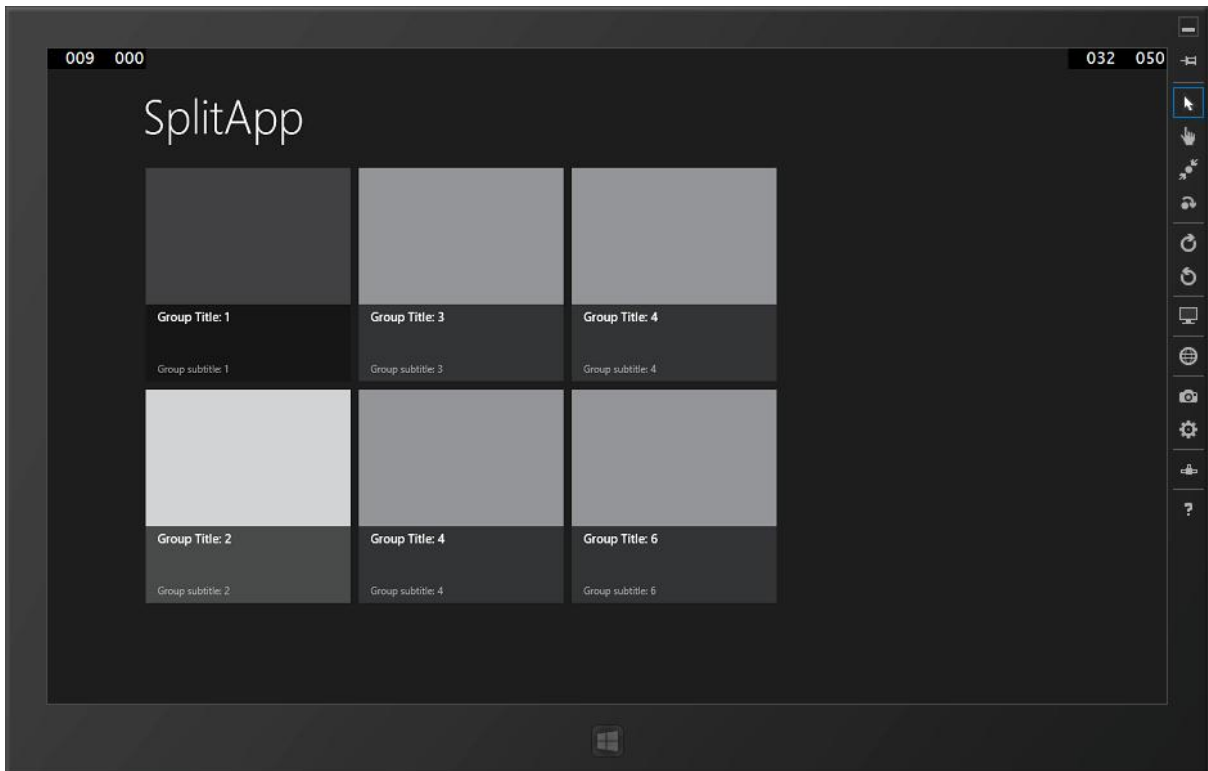 009 000
032 050
SplitApp
Group Title: 1
Group subtitle: 1
Group Title: 3
Group subtitle: 3
Group Title: 4
Group subtitle: 4
Group Title: 2
Group subtitle: 2
Group Title: 4
Group subtitle: 4
Group Title: 6
Group subtitle: 6
?